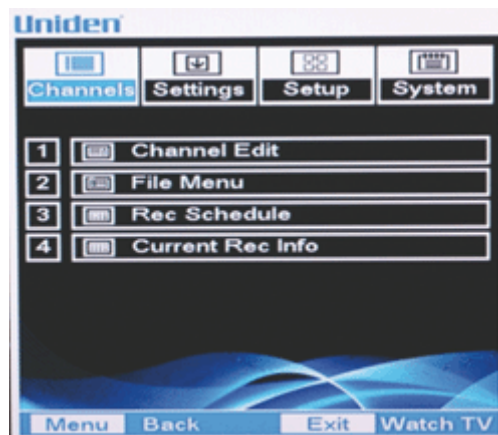 Uniden
Channels Settings Setup System
1 Channel Edit
2 File Menu
3 Rec Schedule
4 Current Rec Info
Menu Back Exit Watch TV